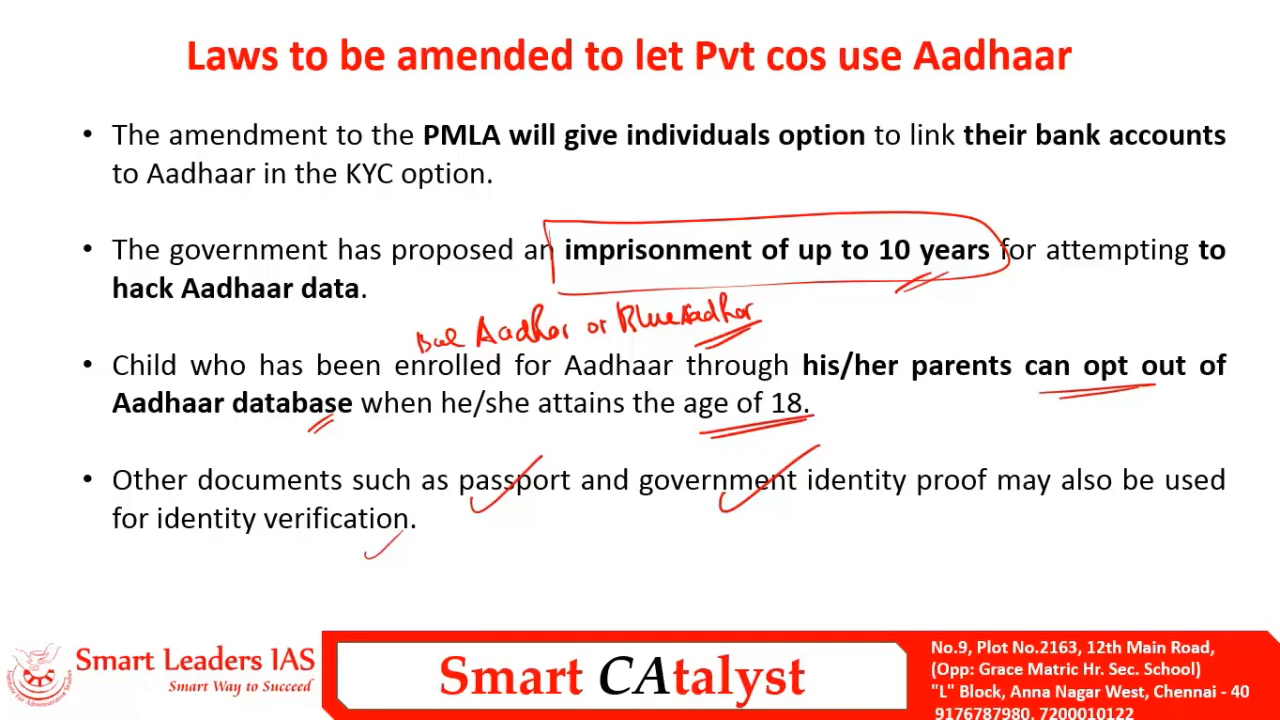 Laws to be amended to let Pvt cos use Aadhaar
• The amendment to the PMLA will give individuals option to link their bank accounts
to Aadhaar in the KYC option.
• The government has proposed an imprisonment of up to 10 years for attempting to
hack Aadhaar data.
Bal Aadhar or Blue Aadhar
• Child who has been enrolled for Aadhaar through his/her parents can opt out of
Aadhaar database when he/she attains the age of 18.
• Other documents such as passport and government identity proof may also be used
for identity verification.
Smart Leaders IAS
Smart Way to Succeed
Smart CAtalyst
No.9, Plot No.2163, 12th Main Road,
(Opp: Grace Matric Hr. Sec. School)
"L" Block, Anna Nagar West, Chennai - 40
9176787980, 7200010122